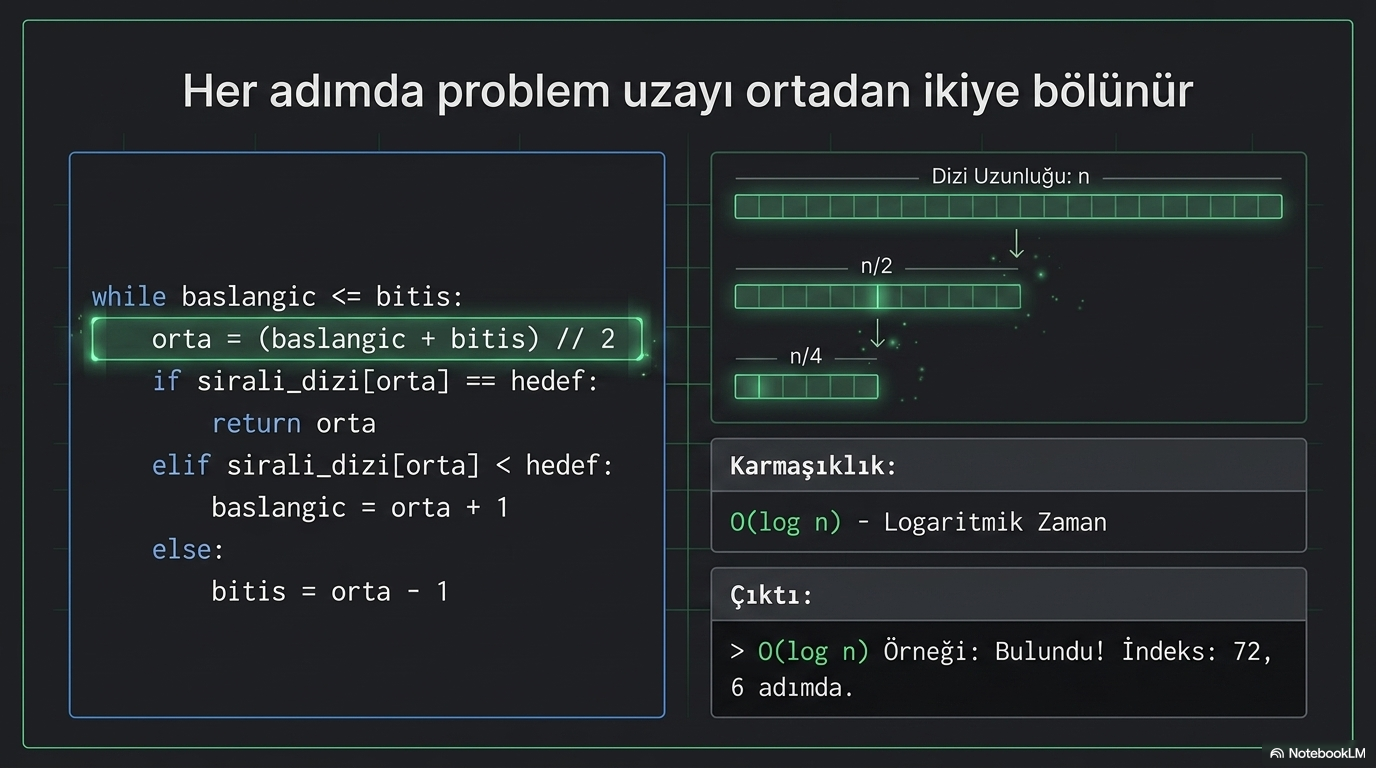 Her adımda problem uzayı ortadan ikiye bölünür
while baslangic <= bitis:
    orta = (baslangic + bitis) // 2
    if sirali_dizi[orta] == hedef:
        return orta
    elif sirali_dizi[orta] < hedef:
        baslangic = orta + 1
    else:
        bitis = orta - 1
Dizi Uzunluğu: n
n/2
n/4
Karmaşıklık:
O(log n) - Logaritmik Zaman
Çıktı:
> O(log n) Örneği: Bulundu! İndeks: 72,
6 adımda.
NotebookLM